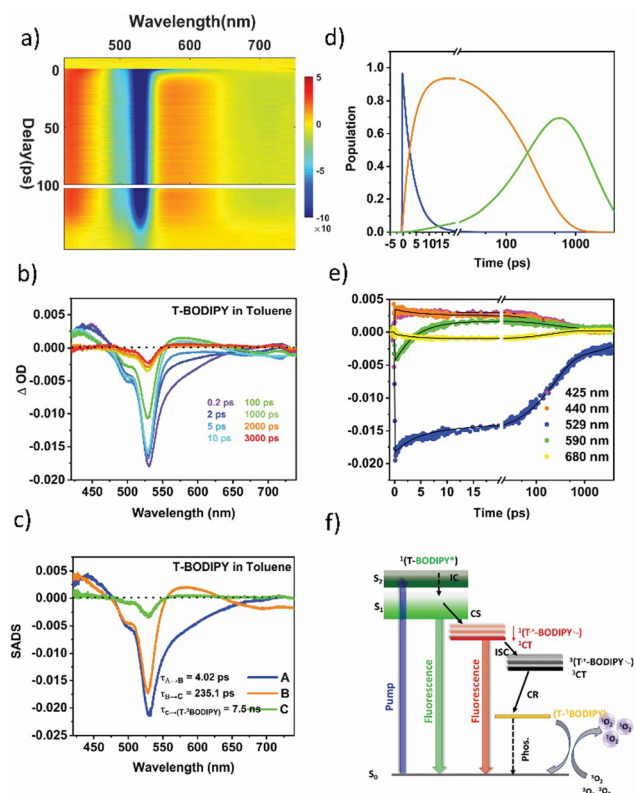 a)
Wavelength(nm)
500 600 700
0
50
100
Delay(ps)
5
0
-5
-10
×10
b)
T-BODIPY in Toluene
0.005
0.000
-0.005
-0.010
-0.015
-0.020
Δ OD
0.2 ps 100 ps
2 ps 1000 ps
5 ps 2000 ps
10 ps 3000 ps
450 500 550 600 650 700
Wavelength (nm)
c)
T-BODIPY in Toluene
0.005
0.000
-0.005
-0.010
-0.015
-0.020
-0.025
SADS
τA→B = 4.02 ps A
τB→C = 235.1 ps B
τC→(T-³BODIPY) = 7.5 ns C
450 500 550 600 650 700
Wavelength (nm)
d)
1.0
0.8
0.6
0.4
0.2
0.0
Population
-5 0 5 10 15 100 1000
Time (ps)
e)
0.005
0.000
-0.005
-0.010
-0.015
-0.020
425 nm
440 nm
529 nm
590 nm
680 nm
0 5 10 15 100 1000
Time (ps)
f)
¹(T-BODIPY*)
S₂
IC
S₁
CS
¹(T·⁺-BODIPY·–)
¹CT
ISC
³(T·⁺-BODIPY·–)
³CT
CR
(T-³BODIPY)
Pump
Fluorescence
Fluorescence
Phos.
¹O₂
¹O₂
¹O₂
³O₂
S₀